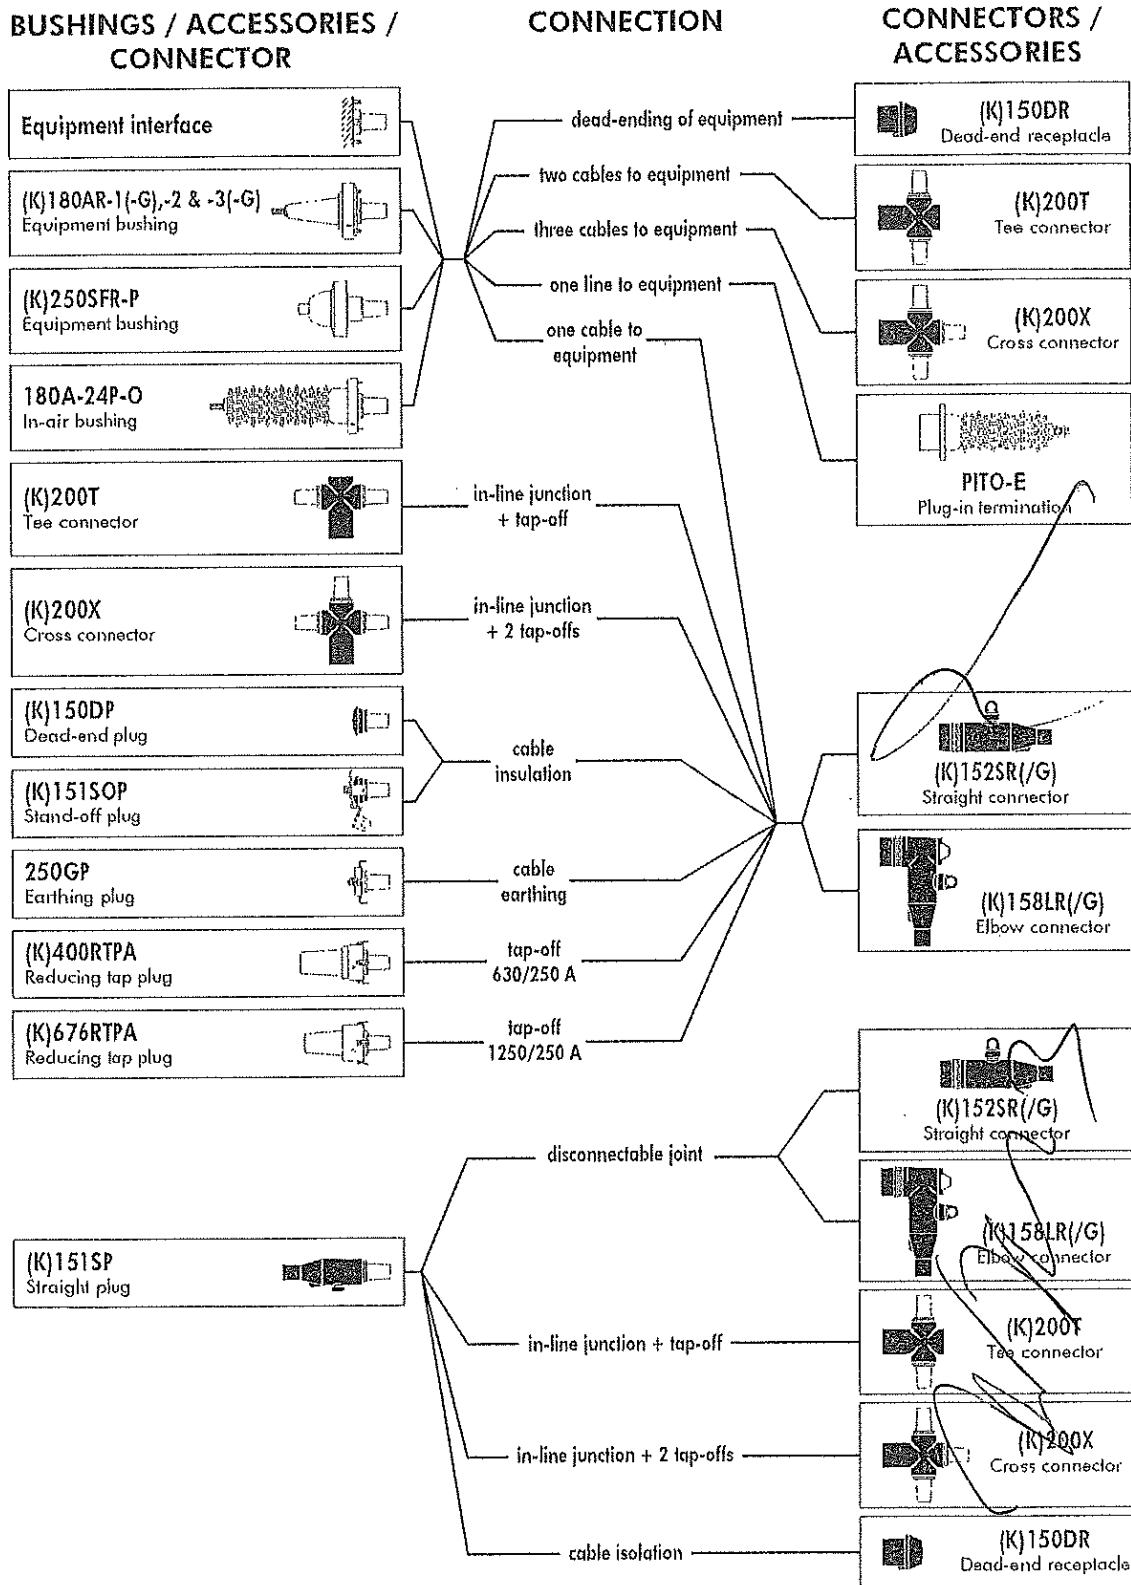 BUSHINGS / ACCESSORIES /
CONNECTOR
CONNECTION
CONNECTORS /
ACCESSORIES
Equipment interface
(K)180AR-1(-G),-2 & -3(-G)
Equipment bushing
(K)250SFR-P
Equipment bushing
180A-24P-O
In-air bushing
(K)200T
Tee connector
(K)200X
Cross connector
(K)150DP
Dead-end plug
(K)151SOP
Stand-off plug
250GP
Earthing plug
(K)400RTPA
Reducing tap plug
(K)676RTPA
Reducing tap plug
(K)151SP
Straight plug
dead-ending of equipment
two cables to equipment
three cables to equipment
one line to equipment
one cable to
equipment
in-line junction
+ tap-off
in-line junction
+ 2 tap-offs
cable
insulation
cable
earthing
tap-off
630/250 A
tap-off
1250/250 A
disconnectable joint
in-line junction + tap-off
in-line junction + 2 tap-offs
cable isolation
(K)150DR
Dead-end receptacle
(K)200T
Tee connector
(K)200X
Cross connector
PITO-E
Plug-in termination
(K)152SR(/G)
Straight connector
(K)158LR(/G)
Elbow connector
(K)152SR(/G)
Straight connector
(K)158LR(/G)
Elbow connector
(K)200T
Tee connector
(K)200X
Cross connector
(K)150DR
Dead-end receptacle